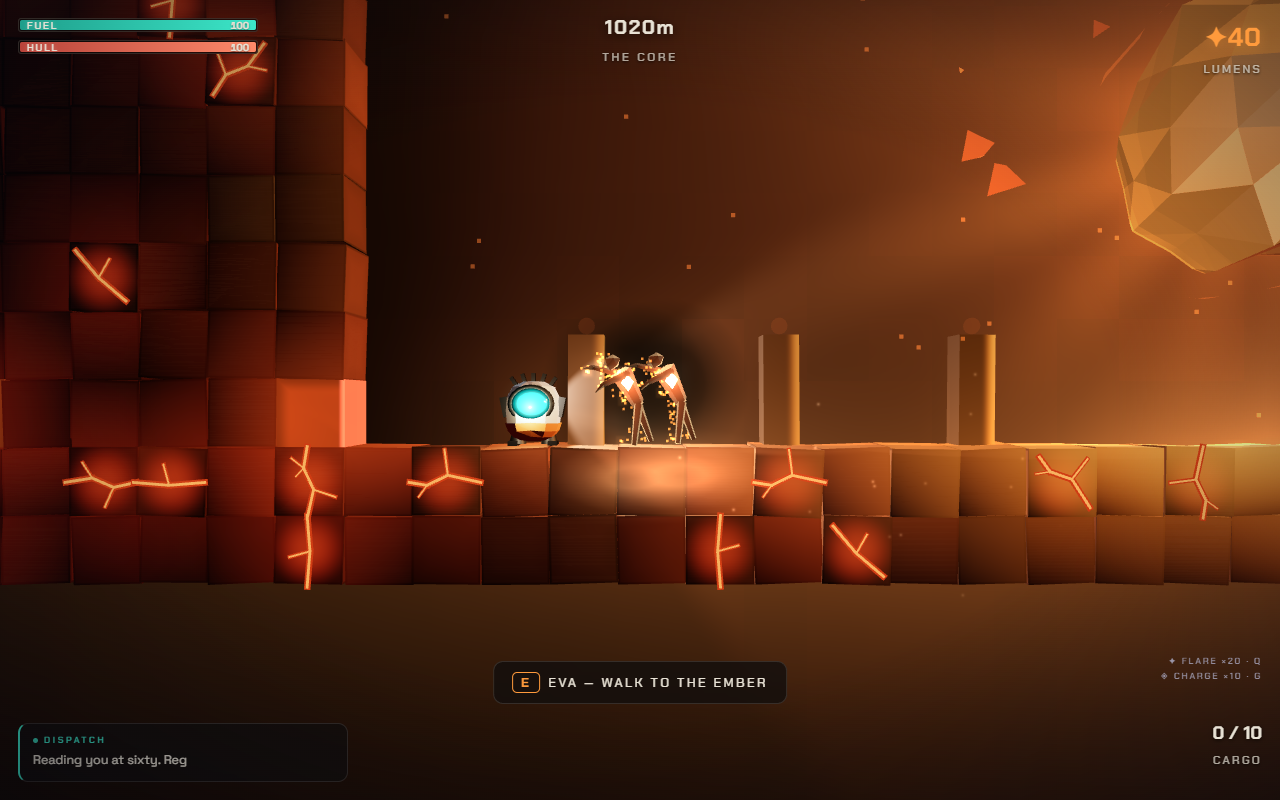 FUEL 100
HULL 100
1020m
THE CORE
✦40
LUMENS
E EVA — WALK TO THE EMBER
✦ FLARE ×20 · Q
◈ CHARGE ×10 · G
0 / 10
CARGO
DISPATCH
Reading you at sixty. Reg